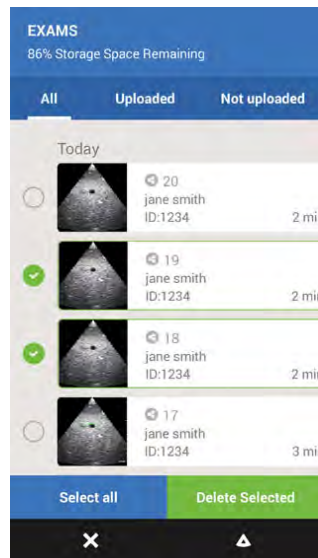 EXAMS
86% Storage Space Remaining
All Uploaded Not uploaded
Today
20
jane smith
ID:1234 2 mi
19
jane smith
ID:1234 2 min
18
jane smith
ID:1234 2 min
17
jane smith
ID:1234 3 mi
Select all Delete Selected